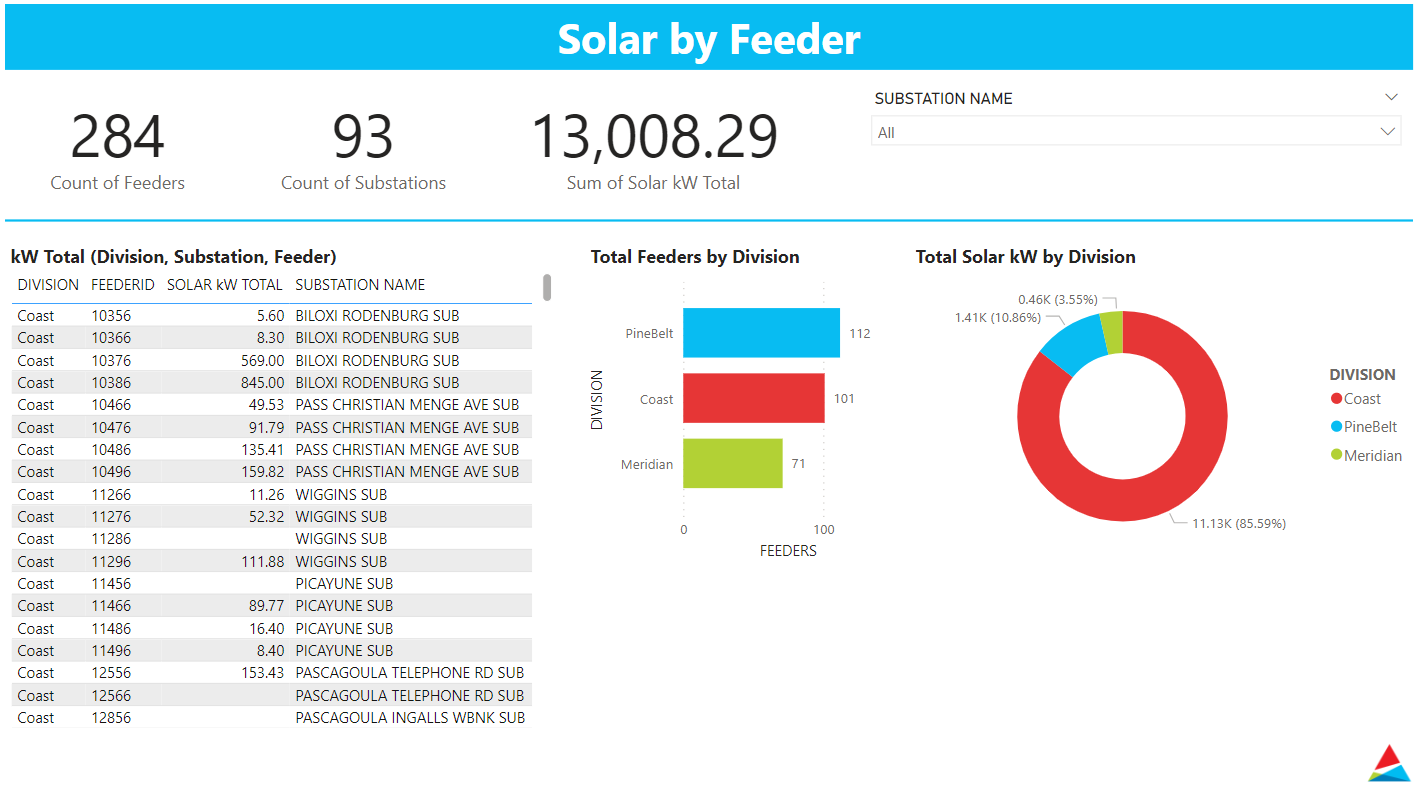 Solar by Feeder
284
Count of Feeders
93
Count of Substations
13,008.29
Sum of Solar kW Total
SUBSTATION NAME
All
kW Total (Division, Substation, Feeder)
DIVISION FEEDERID SOLAR kW TOTAL SUBSTATION NAME
Coast 10356 5.60 BILOXI RODENBURG SUB
Coast 10366 8.30 BILOXI RODENBURG SUB
Coast 10376 569.00 BILOXI RODENBURG SUB
Coast 10386 845.00 BILOXI RODENBURG SUB
Coast 10466 49.53 PASS CHRISTIAN MENGE AVE SUB
Coast 10476 91.79 PASS CHRISTIAN MENGE AVE SUB
Coast 10486 135.41 PASS CHRISTIAN MENGE AVE SUB
Coast 10496 159.82 PASS CHRISTIAN MENGE AVE SUB
Coast 11266 11.26 WIGGINS SUB
Coast 11276 52.32 WIGGINS SUB
Coast 11286 WIGGINS SUB
Coast 11296 111.88 WIGGINS SUB
Coast 11456 PICAYUNE SUB
Coast 11466 89.77 PICAYUNE SUB
Coast 11486 16.40 PICAYUNE SUB
Coast 11496 8.40 PICAYUNE SUB
Coast 12556 153.43 PASCAGOULA TELEPHONE RD SUB
Coast 12566 PASCAGOULA TELEPHONE RD SUB
Coast 12856 PASCAGOULA INGALLS WBNK SUB
Total Feeders by Division
DIVISION
PineBelt 112
Coast 101
Meridian 71
0 100
FEEDERS
Total Solar kW by Division
0.46K (3.55%)
1.41K (10.86%)
11.13K (85.59%)
DIVISION
Coast
PineBelt
Meridian